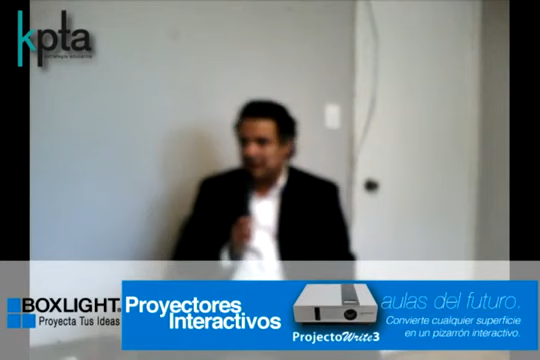 kpta
BOXLIGHT
Proyecta Tus Ideas
Proyectores
Interactivos
ProjectoWrite3
aulas del futuro.
Convierte cualquier superficie
en un pizarrón interactivo.